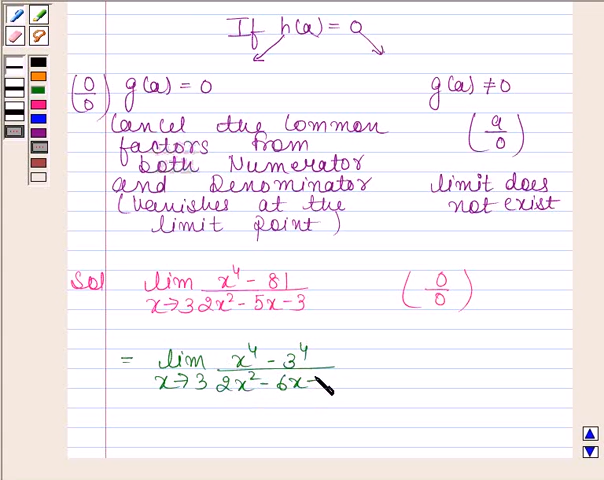 If h(a) = 0
(0/0) g(a) = 0
g(a) ≠ 0
Cancel the common
factors from
both Numerator
and Denominator
(Vanishes at the
limit point)
(a/0)
limit does
not exist
Sol lim x→3 (x⁴ - 81)/(2x² - 5x - 3) (0/0)
= lim x→3 (x⁴ - 3⁴)/(2x² - 6x